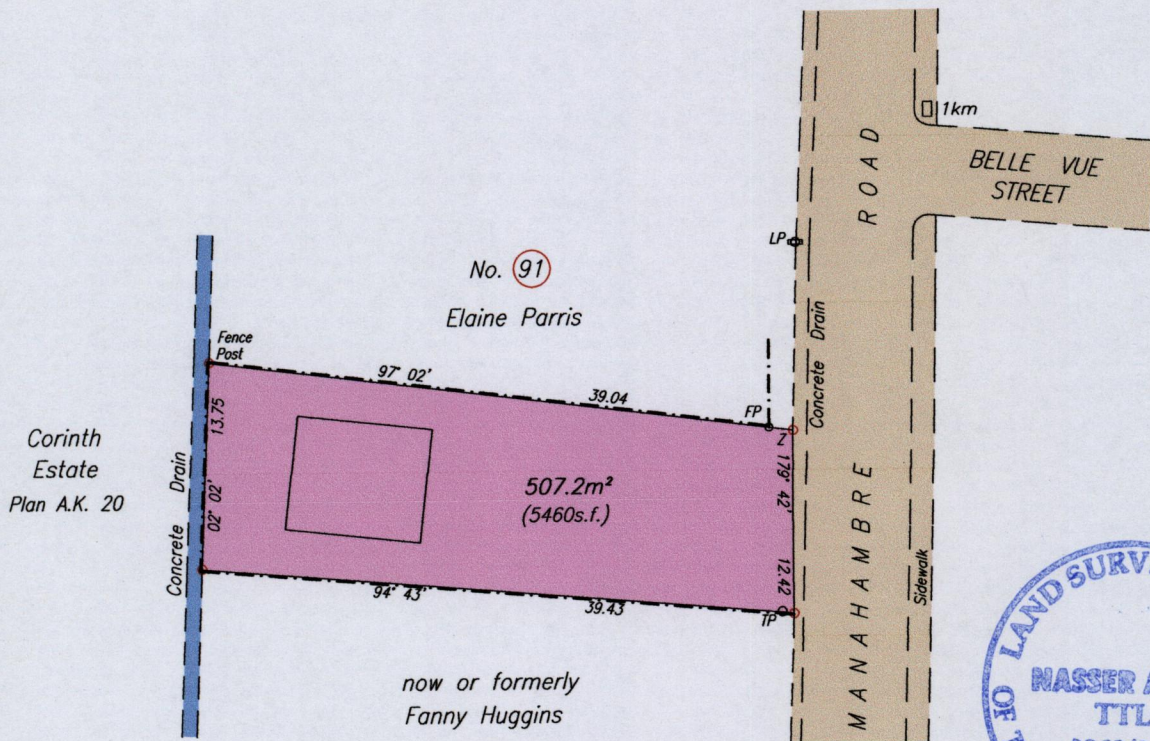 1km
ROAD
BELLE VUE
STREET
LP
No. 91
Elaine Parris
Fence
Post
97° 02'
39.04
FP
Z
Concrete Drain
13.75
02° 02'
Corinth
Estate
Plan A.K. 20
Concrete Drain
507.2m²
(5460s.f.)
179° 42'
12.42
94° 43'
39.43
TP
MANAHAMBRE
Sidewalk
now or formerly
Fanny Huggins
LAND SURV
OF
NASSER
TTL